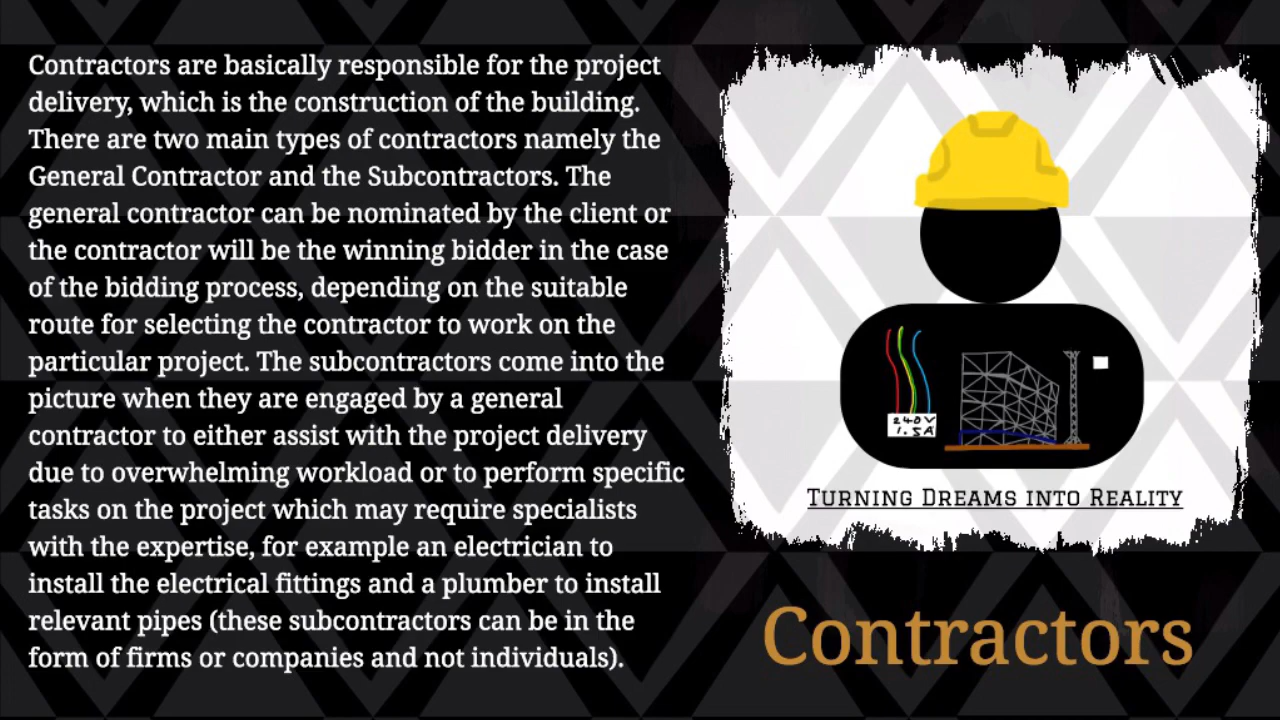 Contractors are basically responsible for the project
delivery, which is the construction of the building.
There are two main types of contractors namely the
General Contractor and the Subcontractors. The
general contractor can be nominated by the client or
the contractor will be the winning bidder in the case
of the bidding process, depending on the suitable
route for selecting the contractor to work on the
particular project. The subcontractors come into the
picture when they are engaged by a general
contractor to either assist with the project delivery
due to overwhelming workload or to perform specific
tasks on the project which may require specialists
with the expertise, for example an electrician to
install the electrical fittings and a plumber to install
relevant pipes (these subcontractors can be in the
form of firms or companies and not individuals).
240V
1.5A
Turning Dreams into Reality
Contractors